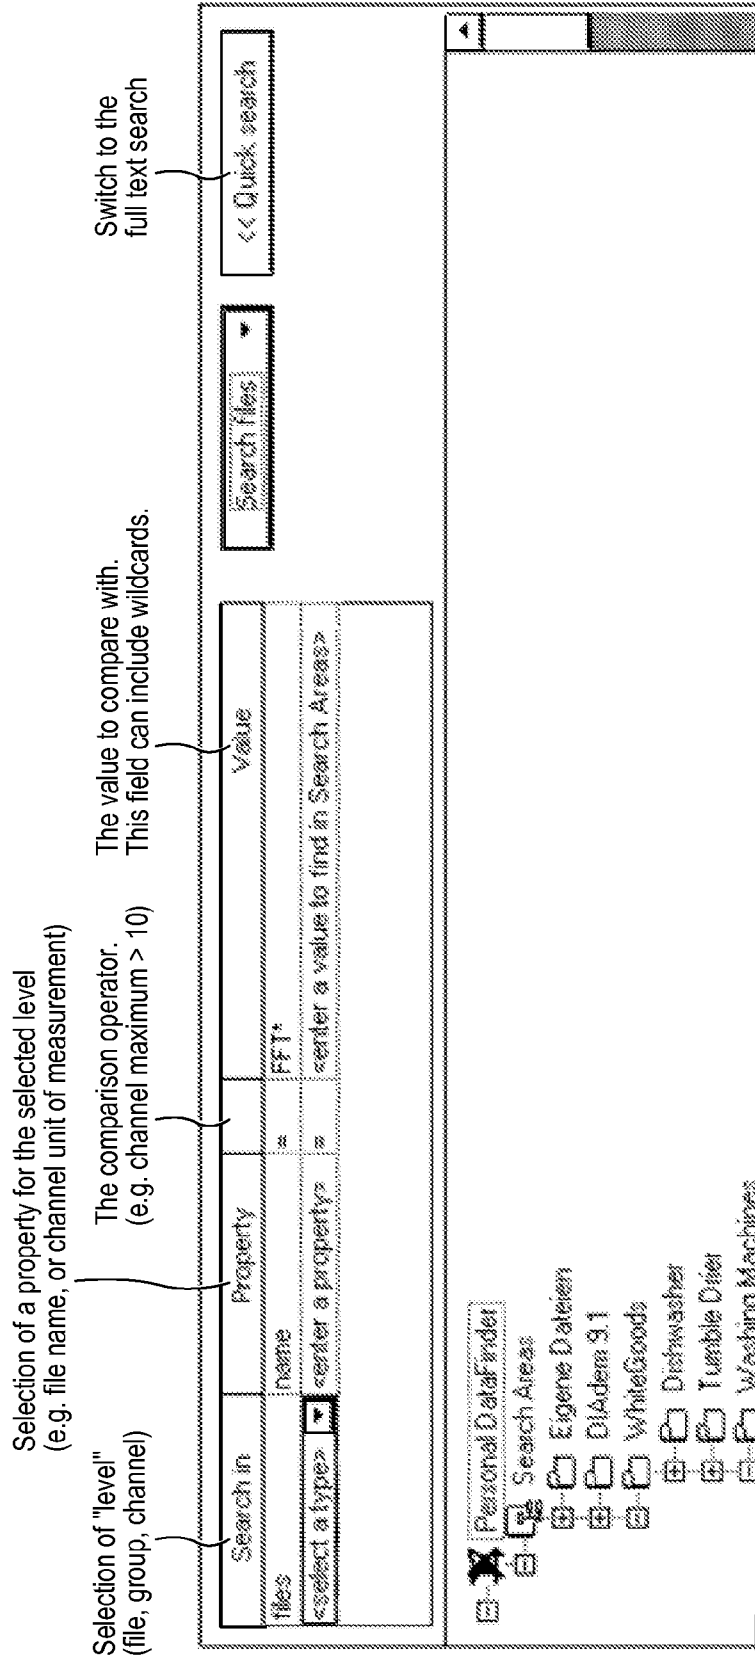 Selection of a property for the selected level
(e.g. file name, or channel unit of measurement)
Selection of "level"
(file, group, channel)
The comparison operator.
(e.g. channel maximum > 10)
The value to compare with.
This field can include wildcards.
Switch to the
full text search
Search in Property Value
files name = FFT*
<select a type> <enter a property> = <enter a value to find in Search Areas>
Search files
<< Quick search
Personal DataFinder
Search Areas
Eigene Dateien
DIAdem 9.1
WhiteGoods
Dishwasher
Tumble Drier
Washing Machines